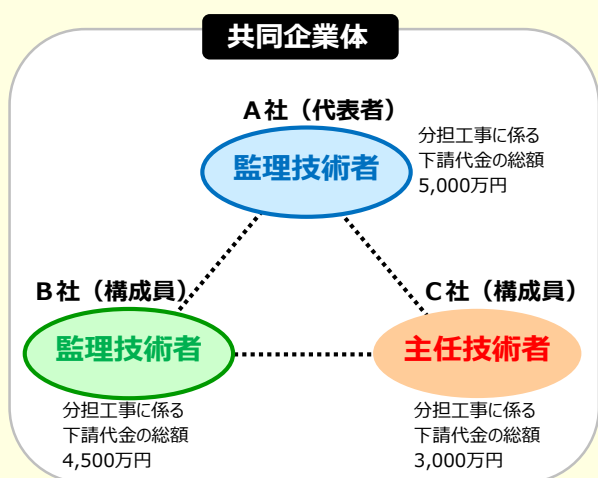 共同企業体
A社（代表者）
監理技術者
分担工事に係る
下請代金の総額
5,000万円
B社（構成員）
監理技術者
分担工事に係る
下請代金の総額
4,500万円
C社（構成員）
主任技術者
分担工事に係る
下請代金の総額
3,000万円